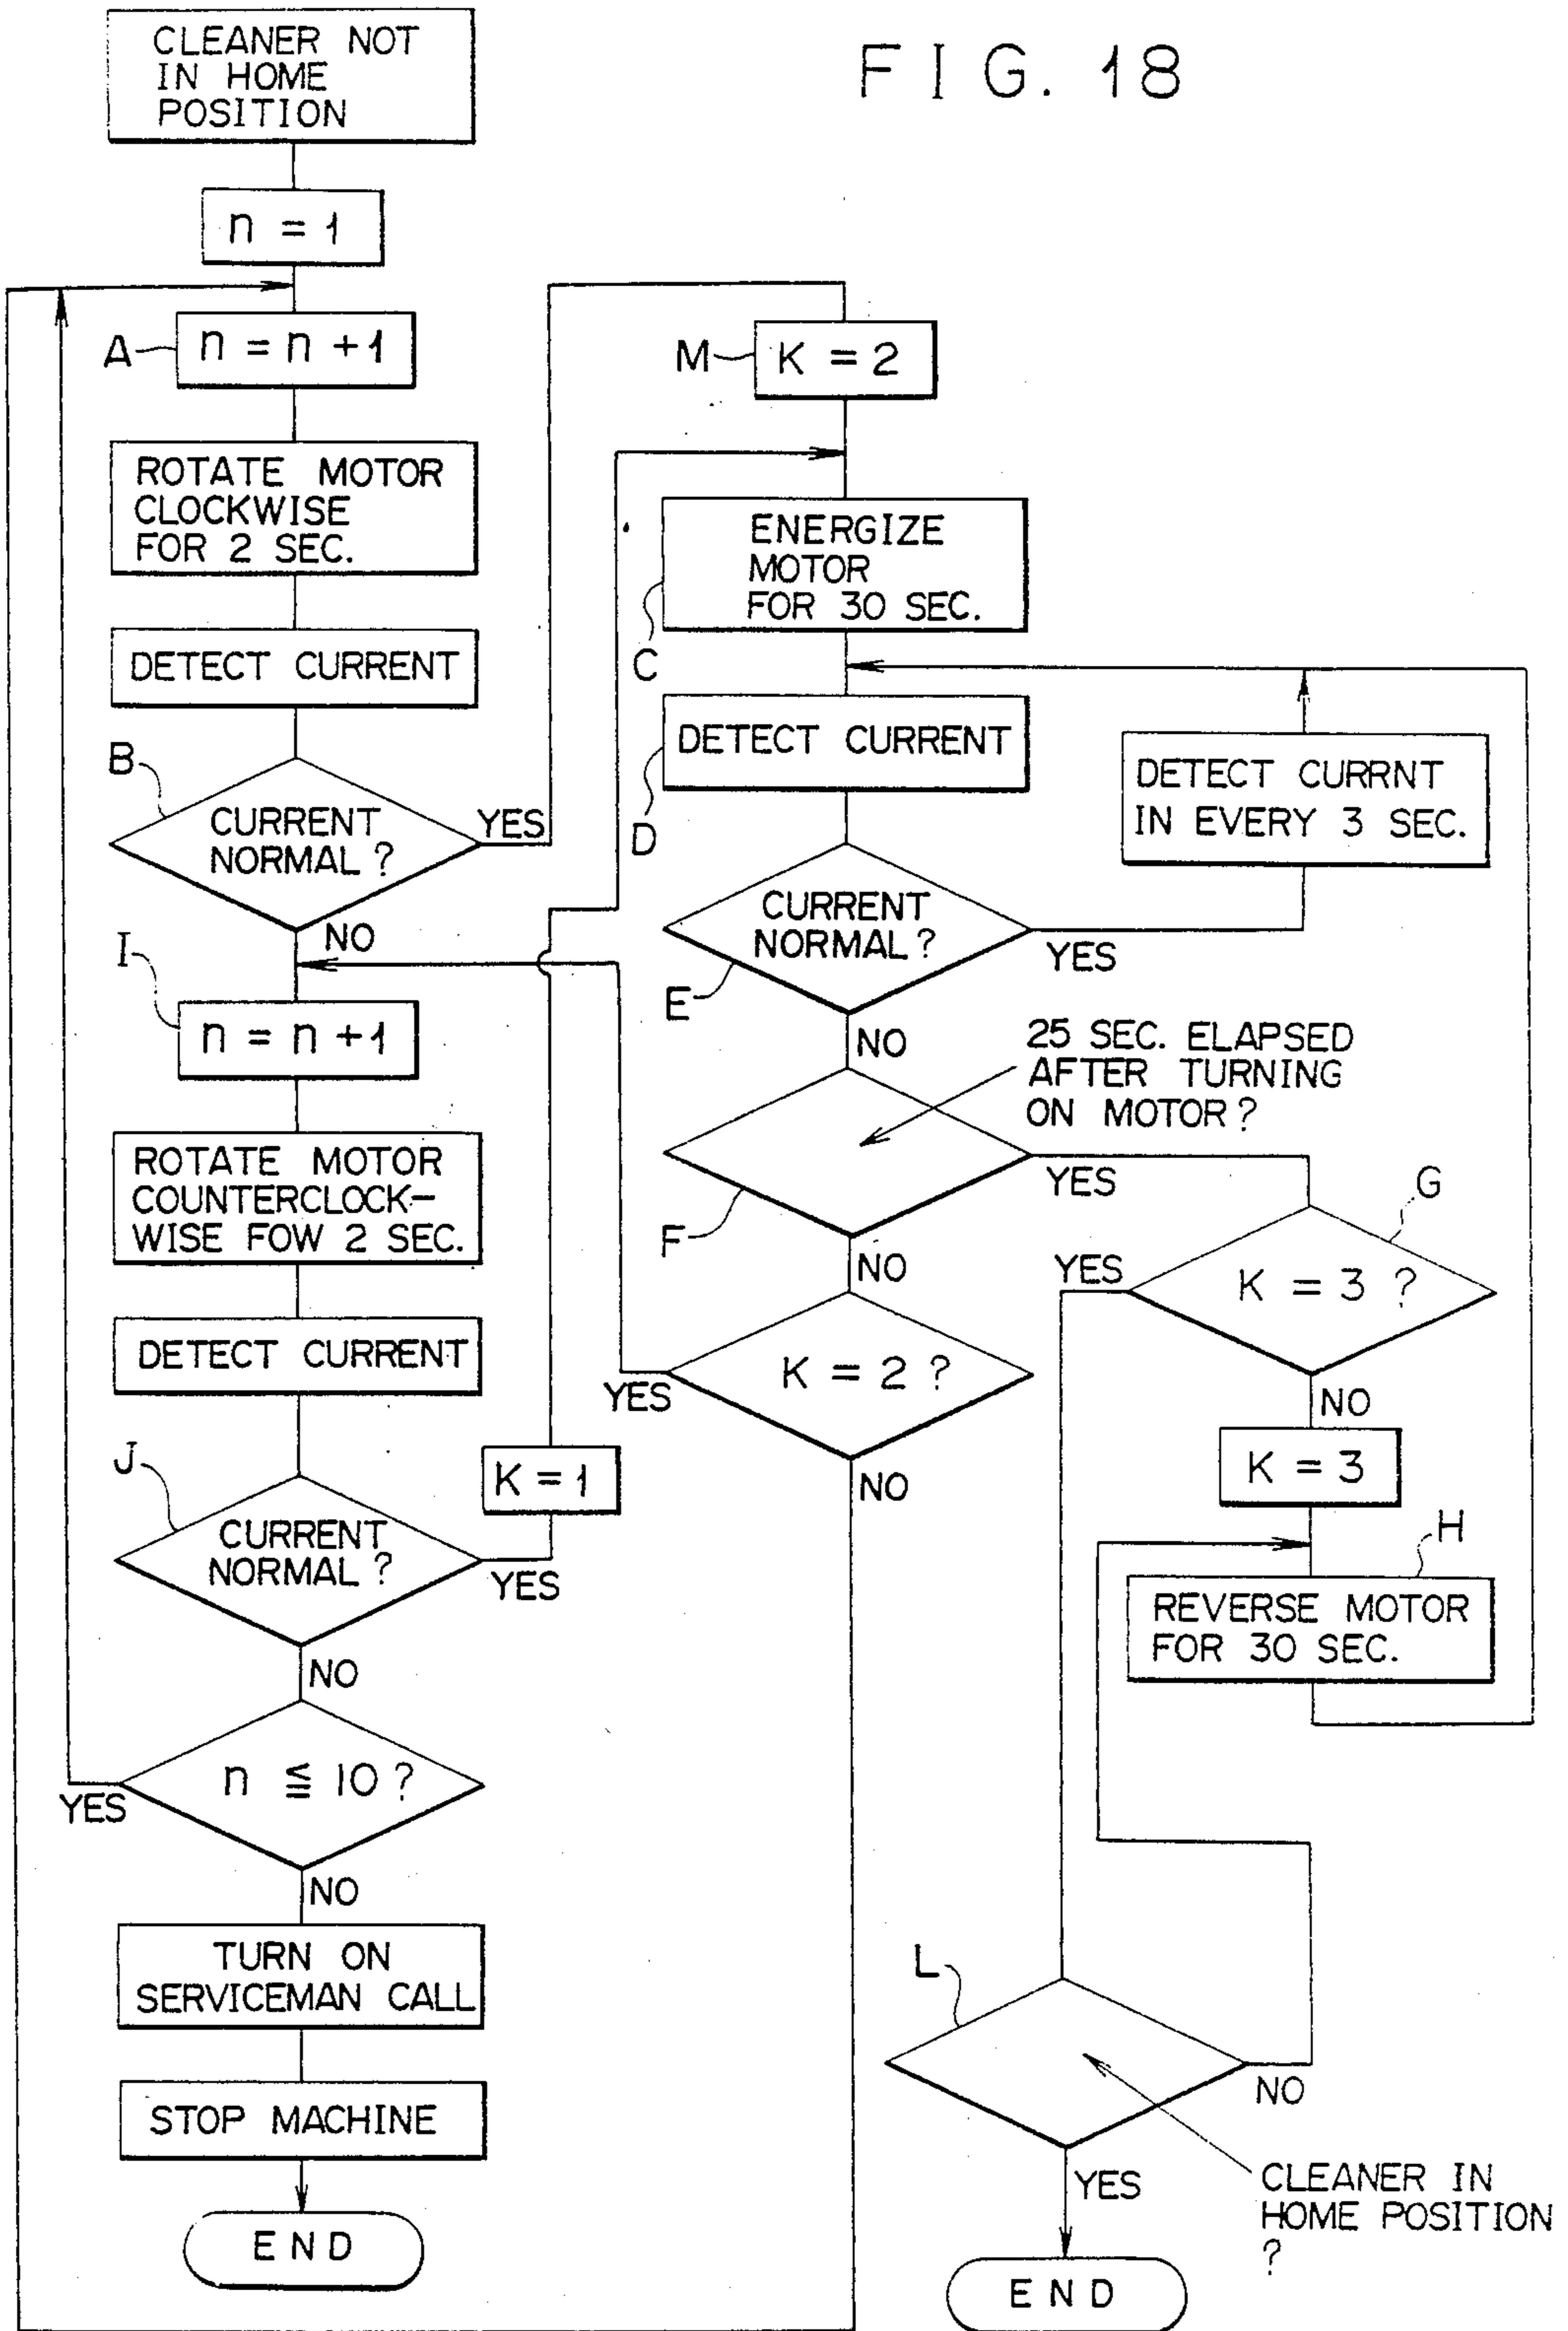 FIG. 18
CLEANER NOT
IN HOME
POSITION
n = 1
A
n = n + 1
ROTATE MOTOR
CLOCKWISE
FOR 2 SEC.
DETECT CURRENT
B
CURRENT
NORMAL ?
YES
NO
I
n = n + 1
ROTATE MOTOR
COUNTERCLOCK-
WISE FOW 2 SEC.
DETECT CURRENT
J
CURRENT
NORMAL ?
YES
K = 1
NO
n ≦ 10 ?
YES
NO
TURN ON
SERVICEMAN CALL
STOP MACHINE
END
M
K = 2
ENERGIZE
MOTOR
FOR 30 SEC.
C
DETECT CURRENT
D
DETECT CURRNT
IN EVERY 3 SEC.
CURRENT
NORMAL ?
YES
E
NO
25 SEC. ELAPSED
AFTER TURNING
ON MOTOR ?
YES
F
NO
K = 2 ?
YES
NO
G
K = 3 ?
YES
NO
K = 3
H
REVERSE MOTOR
FOR 30 SEC.
L
NO
CLEANER IN
HOME POSITION
?
YES
END